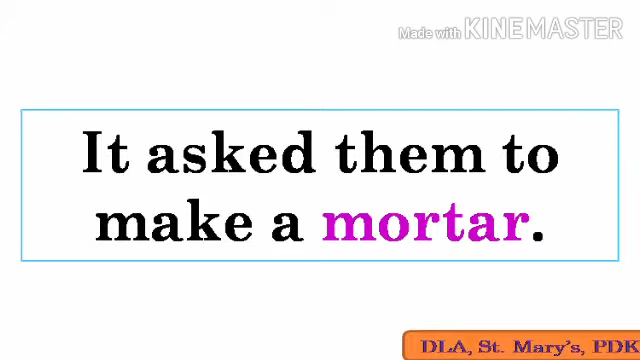 Made with KINEMASTER
It asked them to
make a mortar.
DLA, St. Mary's, PDK